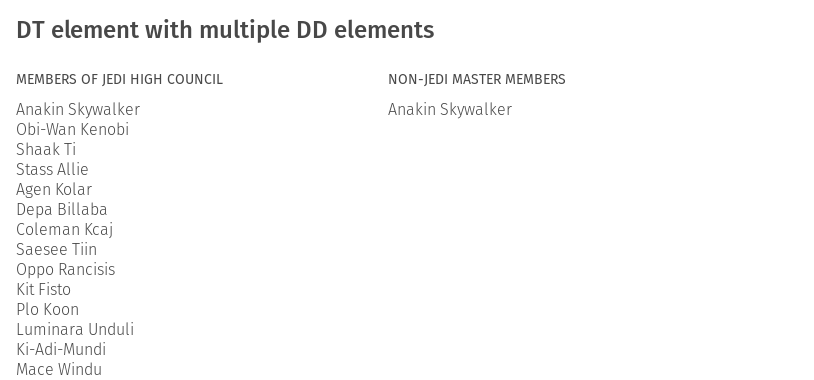 DT element with multiple DD elements
MEMBERS OF JEDI HIGH COUNCIL
Anakin Skywalker
Obi-Wan Kenobi
Shaak Ti
Stass Allie
Agen Kolar
Depa Billaba
Coleman Kcaj
Saesee Tiin
Oppo Rancisis
Kit Fisto
Plo Koon
Luminara Unduli
Ki-Adi-Mundi
Mace Windu
NON-JEDI MASTER MEMBERS
Anakin Skywalker